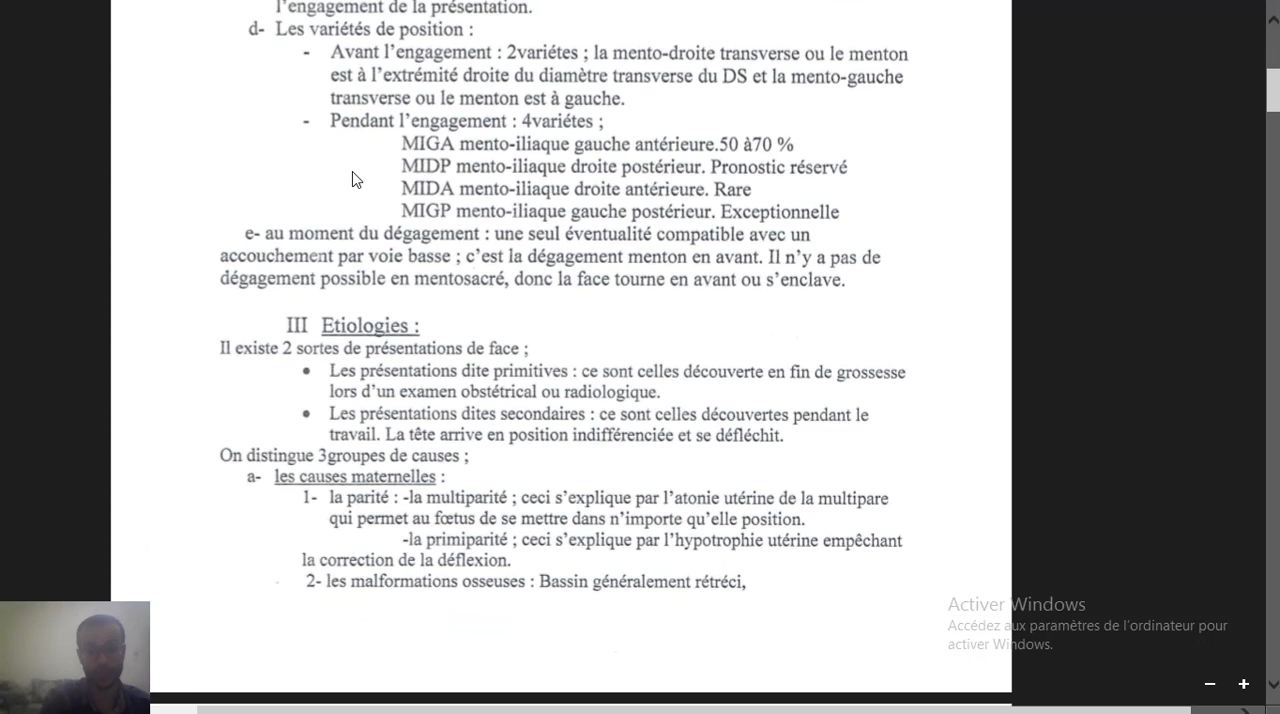 l'engagement de la présentation.
d- Les variétés de position :
- Avant l'engagement : 2variétes ; la mento-droite transverse ou le menton
est à l'extrémité droite du diamètre transverse du DS et la mento-gauche
transverse ou le menton est à gauche.
- Pendant l'engagement : 4variétes ;
MIGA mento-iliaque gauche antérieure.50 à70 %
MIDP mento-iliaque droite postérieur. Pronostic réservé
MIDA mento-iliaque droite antérieure. Rare
MIGP mento-iliaque gauche postérieur. Exceptionnelle
e- au moment du dégagement : une seul éventualité compatible avec un
accouchement par voie basse ; c'est la dégagement menton en avant. Il n'y a pas de
dégagement possible en mentosacré, donc la face tourne en avant ou s'enclave.
III Etiologies :
Il existe 2 sortes de présentations de face ;
• Les présentations dite primitives : ce sont celles découverte en fin de grossesse
lors d'un examen obstétrical ou radiologique.
• Les présentations dites secondaires : ce sont celles découvertes pendant le
travail. La tête arrive en position indifférenciée et se défléchit.
On distingue 3groupes de causes ;
a- les causes maternelles :
1- la parité : -la multiparité ; ceci s'explique par l'atonie utérine de la multipare
qui permet au fœtus de se mettre dans n'importe qu'elle position.
-la primiparité ; ceci s'explique par l'hypotrophie utérine empêchant
la correction de la déflexion.
2- les malformations osseuses : Bassin généralement rétréci,
Activer Windows
Accédez aux paramètres de l'ordinateur pour
activer Windows.